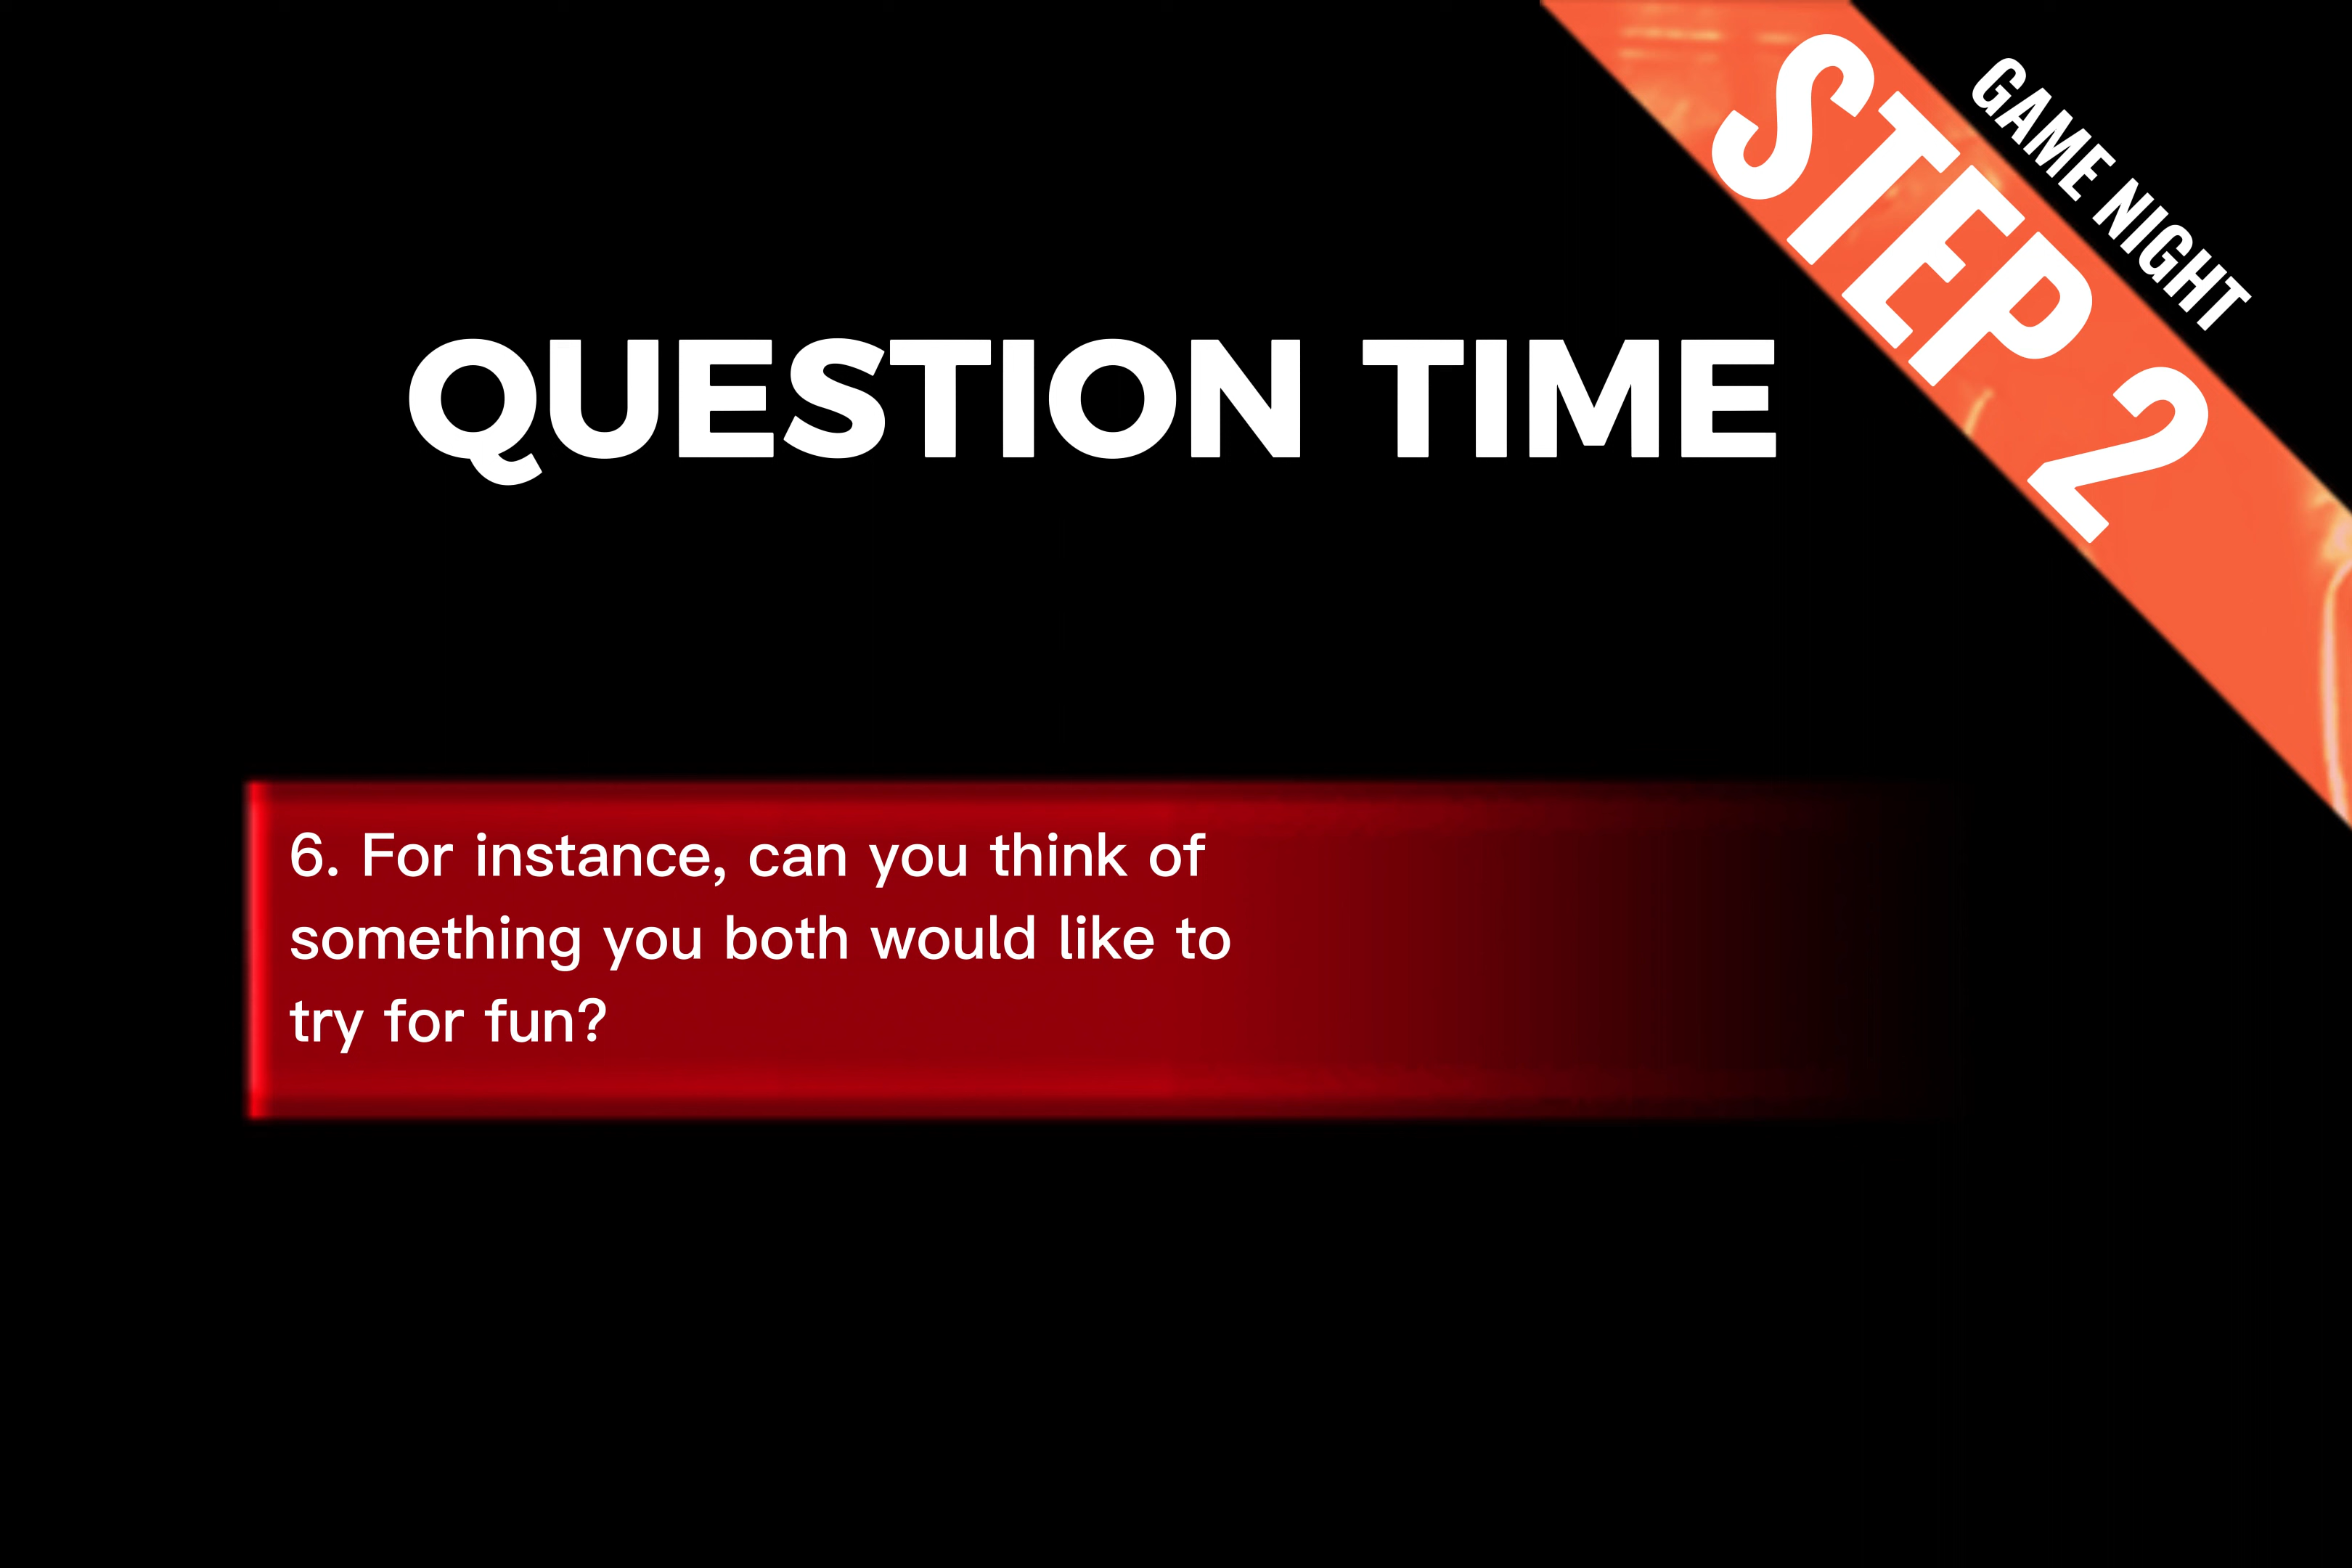 GAME NIGHT
STEP 2
QUESTION TIME
6. For instance, can you think of
something you both would like to
try for fun?